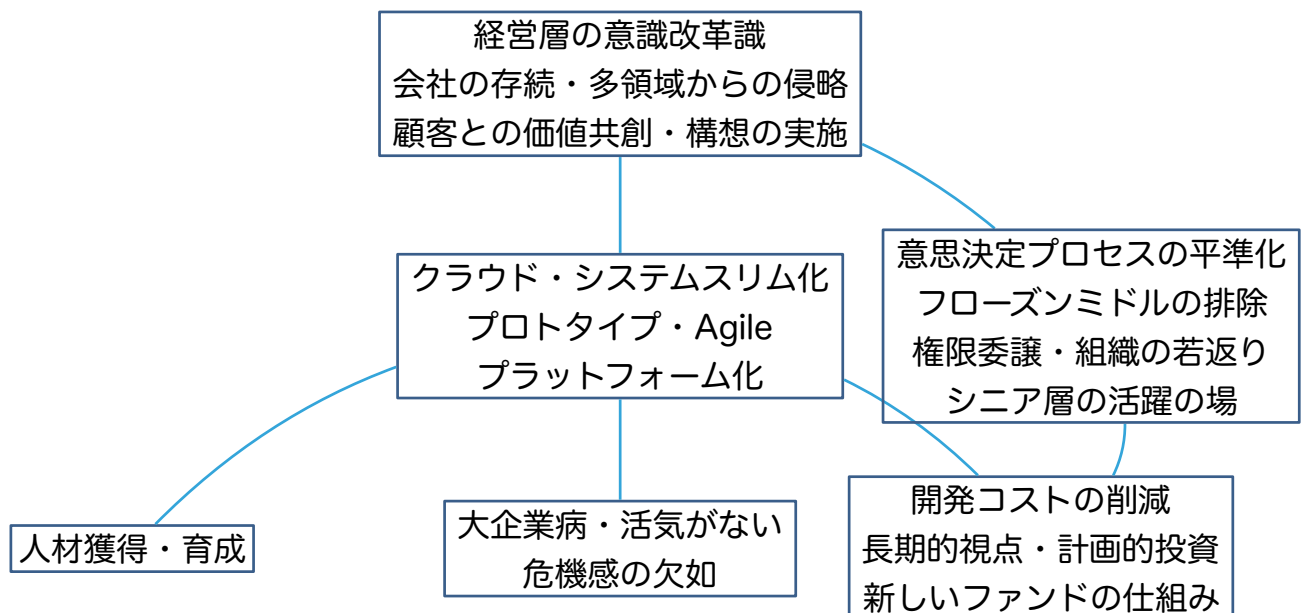 経営層の意識改革識
会社の存続・多領域からの侵略
顧客との価値共創・構想の実施
クラウド・システムスリム化
プロトタイプ・Agile
プラットフォーム化
意思決定プロセスの平準化
フローズンミドルの排除
権限委譲・組織の若返り
シニア層の活躍の場
人材獲得・育成
大企業病・活気がない
危機感の欠如
開発コストの削減
長期的視点・計画的投資
新しいファンドの仕組み